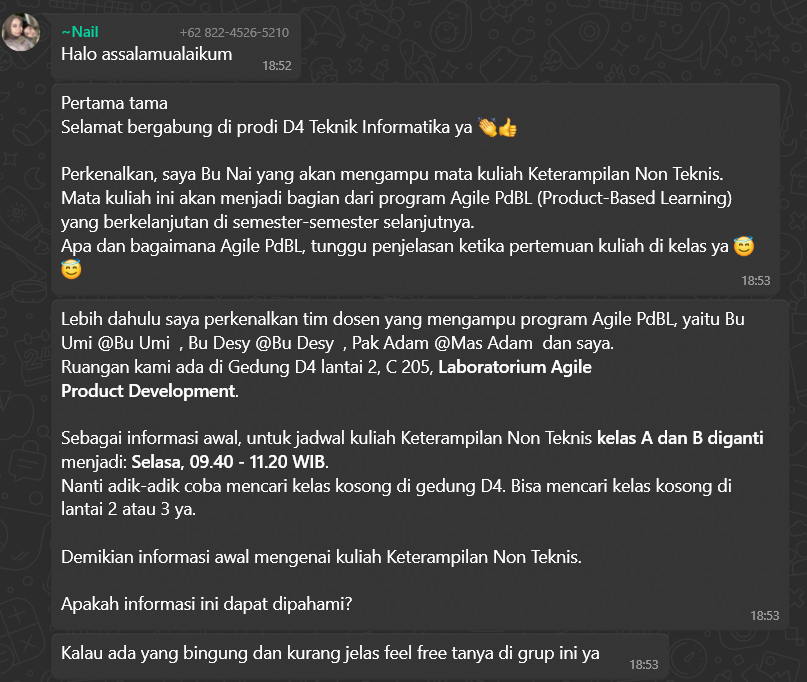 ~Nail +62 822-4526-5210
Halo assalamualaikum
18:52
Pertama tama
Selamat bergabung di prodi D4 Teknik Informatika ya 👏👍
Perkenalkan, saya Bu Nai yang akan mengampu mata kuliah Keterampilan Non Teknis.
Mata kuliah ini akan menjadi bagian dari program Agile PdBL (Product-Based Learning)
yang berkelanjutan di semester-semester selanjutnya.
Apa dan bagaimana Agile PdBL, tunggu penjelasan ketika pertemuan kuliah di kelas ya 😇
😇
18:53
Lebih dahulu saya perkenalkan tim dosen yang mengampu program Agile PdBL, yaitu Bu
Umi @Bu Umi , Bu Desy @Bu Desy , Pak Adam @Mas Adam dan saya.
Ruangan kami ada di Gedung D4 lantai 2, C 205, Laboratorium Agile
Product Development.
Sebagai informasi awal, untuk jadwal kuliah Keterampilan Non Teknis kelas A dan B diganti
menjadi: Selasa, 09.40 - 11.20 WIB.
Nanti adik-adik coba mencari kelas kosong di gedung D4. Bisa mencari kelas kosong di
lantai 2 atau 3 ya.
Demikian informasi awal mengenai kuliah Keterampilan Non Teknis.
Apakah informasi ini dapat dipahami?
18:53
Kalau ada yang bingung dan kurang jelas feel free tanya di grup ini ya
18:53